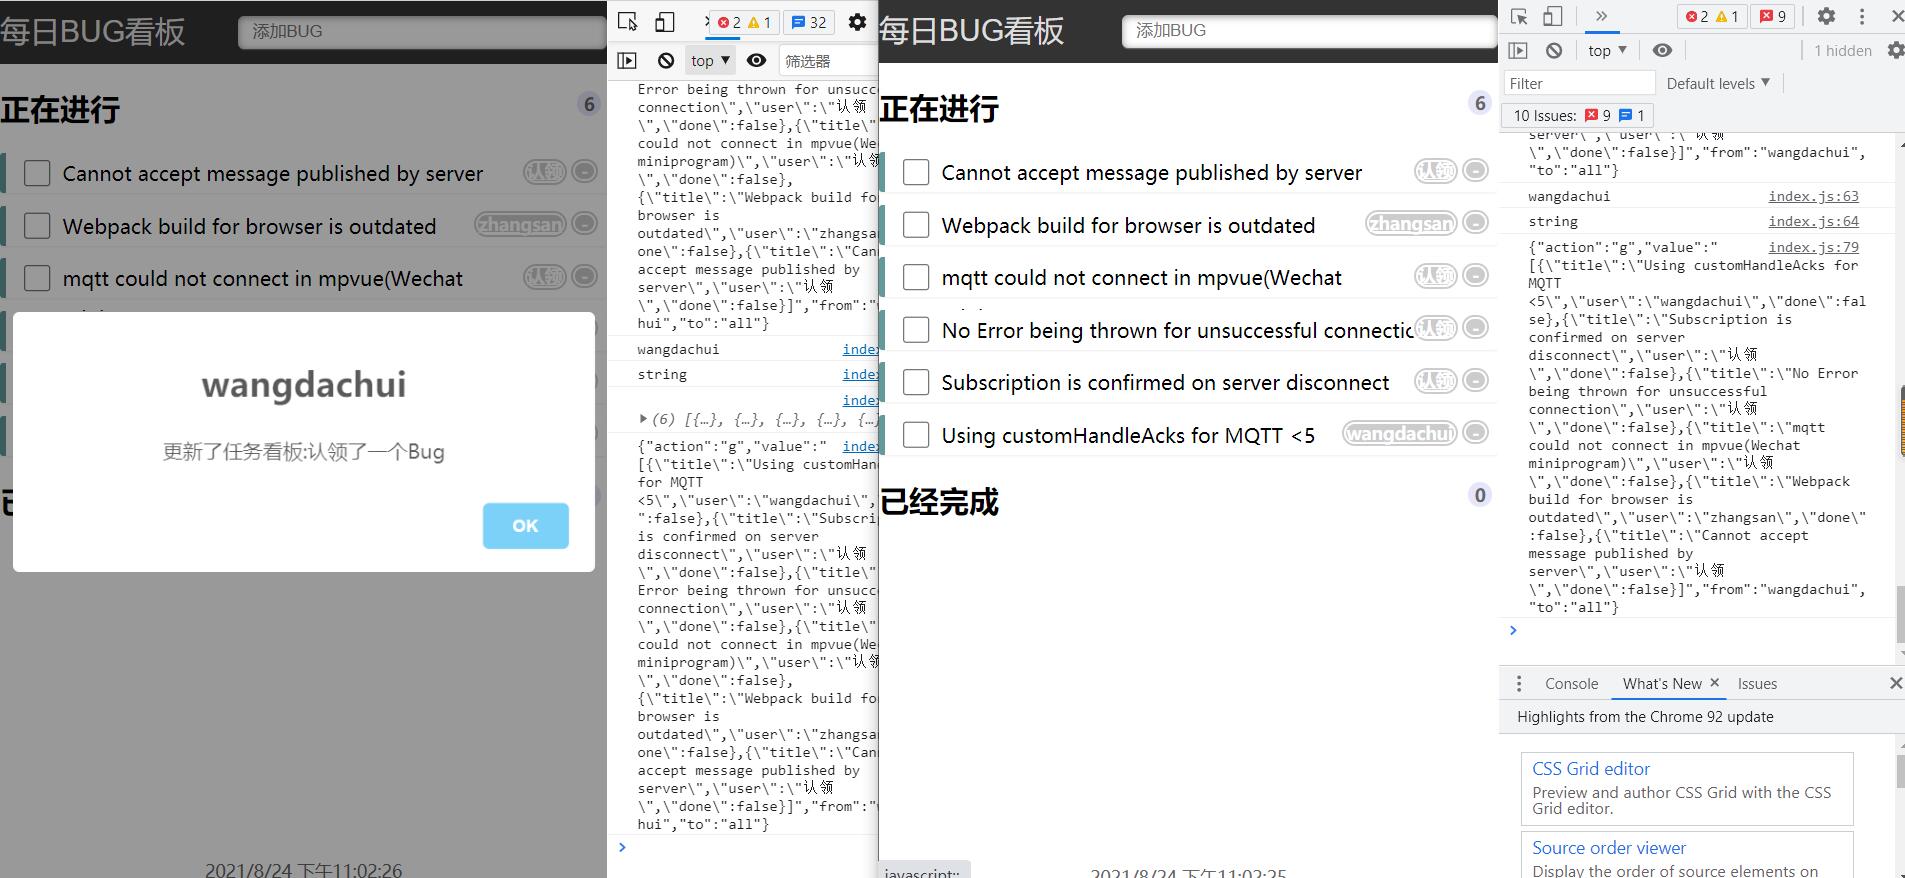 每日BUG看板
添加BUG
正在进行
6
Cannot accept message published by server
认领
-
Webpack build for browser is outdated
zhangsan
-
mqtt could not connect in mpvue(Wechat
认领
-
wangdachui
更新了任务看板:认领了一个Bug
OK
2021/8/24 下午11:02:26
2
1
32
top ▼
筛选器
Error being thrown for unsucc
connection\",\"user\":\"认领
\",\"done\":false},{\"title\"
could not connect in mpvue(We
miniprogram)\",\"user\":\"认领
\",\"done\":false},
{\"title\":\"Webpack build fo
browser is
outdated\",\"user\":\"zhangsa
one\":false},{\"title\":\"Can
accept message published by
server\",\"user\":\"认领
\",\"done\":false}]","from":"
hui","to":"all"}
wangdachui
index
string
index
index
(6) [{…}, {…}, {…}, {…}, {…
{"action":"g","value":"
index
[{\"title\":\"Using customHan
for MQTT
<5\",\"user\":\"wangdachui\",
":false},{\"title\":\"Subscri
is confirmed on server
disconnect\",\"user\":\"认领
\",\"done\":false},{\"title\"
Error being thrown for unsucc
connection\",\"user\":\"认领
\",\"done\":false},{\"title\"
could not connect in mpvue(We
miniprogram)\",\"user\":\"认领
\",\"done\":false},
{\"title\":\"Webpack build fo
browser is
outdated\",\"user\":\"zhangsa
one\":false},{\"title\":\"Can
accept message published by
server\",\"user\":\"认领
\",\"done\":false}]","from":"
hui","to":"all"}
每日BUG看板
添加BUG
正在进行
6
Cannot accept message published by server
认领
-
Webpack build for browser is outdated
zhangsan
-
mqtt could not connect in mpvue(Wechat
认领
-
No Error being thrown for unsuccessful connectic
认领
-
Subscription is confirmed on server disconnect
认领
-
Using customHandleAcks for MQTT <5
wangdachui
-
已经完成
0
javascript:;
2021/8/24 下午11:02:25
2
1
9
top ▼
1 hidden
Filter
Default levels ▼
10 Issues:
9
1
server\",\"user\":\"认领
\",\"done\":false}]","from":"wangdachui",
"to":"all"}
wangdachui
index.js:63
string
index.js:64
{"action":"g","value":"
index.js:79
[{\"title\":\"Using customHandleAcks for
MQTT
<5\",\"user\":\"wangdachui\",\"done\":fal
se},{\"title\":\"Subscription is
confirmed on server
disconnect\",\"user\":\"认领
\",\"done\":false},{\"title\":\"No Error
being thrown for unsuccessful
connection\",\"user\":\"认领
\",\"done\":false},{\"title\":\"mqtt
could not connect in mpvue(Wechat
miniprogram)\",\"user\":\"认领
\",\"done\":false},{\"title\":\"Webpack
build for browser is
outdated\",\"user\":\"zhangsan\",\"done\"
:false},{\"title\":\"Cannot accept
message published by
server\",\"user\":\"认领
\",\"done\":false}]","from":"wangdachui",
"to":"all"}
Console
What's New
Issues
Highlights from the Chrome 92 update
CSS Grid editor
Preview and author CSS Grid with the CSS
Grid editor.
Source order viewer
Display the order of source elements on